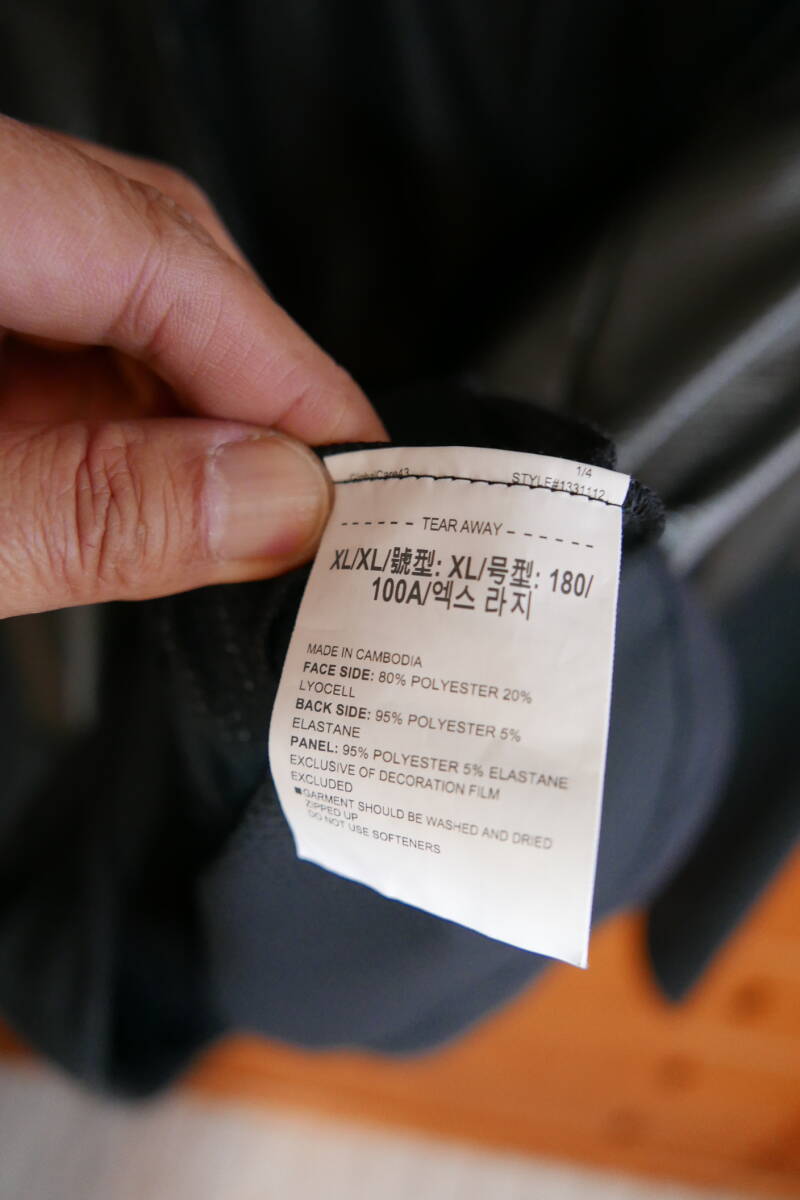 GlobalCare43
1/4
STYLE#1331112
------ TEAR AWAY ------
XL/XL/號型: XL/号型: 180/
100A/엑스 라지
MADE IN CAMBODIA
FACE SIDE: 80% POLYESTER 20%
LYOCELL
BACK SIDE: 95% POLYESTER 5%
ELASTANE
PANEL: 95% POLYESTER 5% ELASTANE
EXCLUSIVE OF DECORATION FILM
EXCLUDED
■GARMENT SHOULD BE WASHED AND DRIED
ZIPPED UP
DO NOT USE SOFTENERS